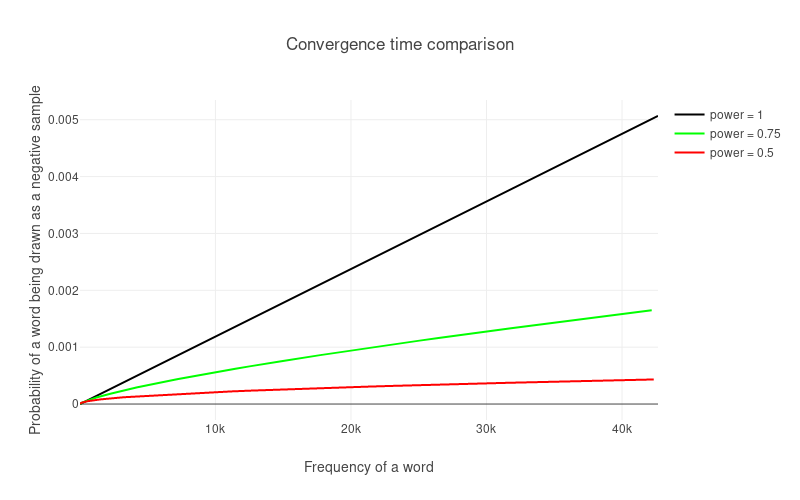 Convergence time comparison
Probability of a word being drawn as a negative sample
0.005
0.004
0.003
0.002
0.001
0
10k
20k
30k
40k
Frequency of a word
power = 1
power = 0.75
power = 0.5